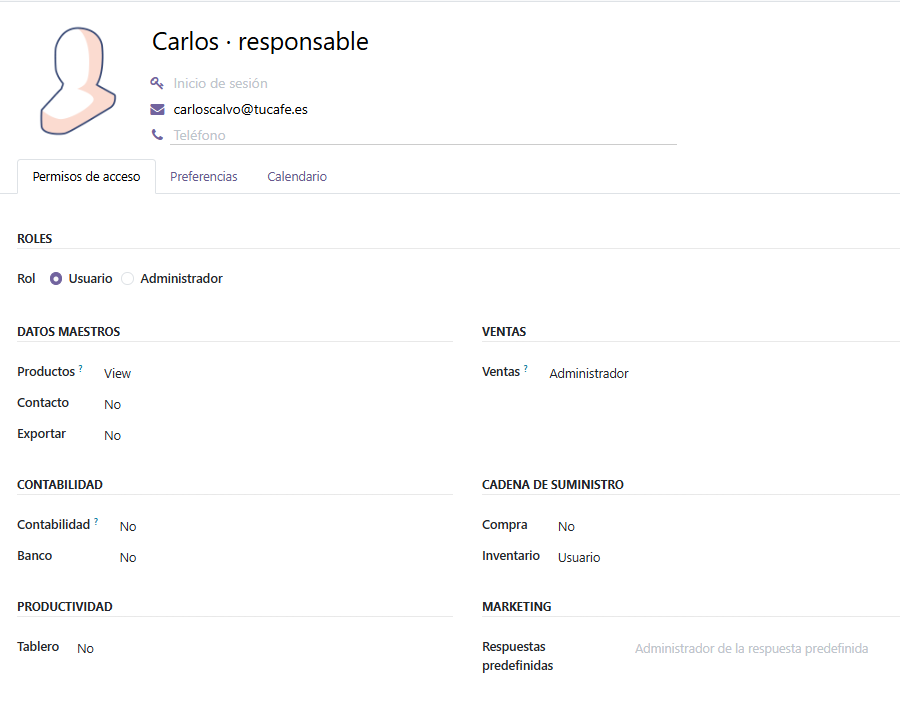 Carlos · responsable
Inicio de sesión
carloscalvo@tucafe.es
Teléfono
Permisos de acceso Preferencias Calendario
ROLES
Rol Usuario Administrador
DATOS MAESTROS
Productos ? View
Contacto No
Exportar No
VENTAS
Ventas ? Administrador
CONTABILIDAD
Contabilidad ? No
Banco No
CADENA DE SUMINISTRO
Compra No
Inventario Usuario
PRODUCTIVIDAD
Tablero No
MARKETING
Respuestas predefinidas Administrador de la respuesta predefinida